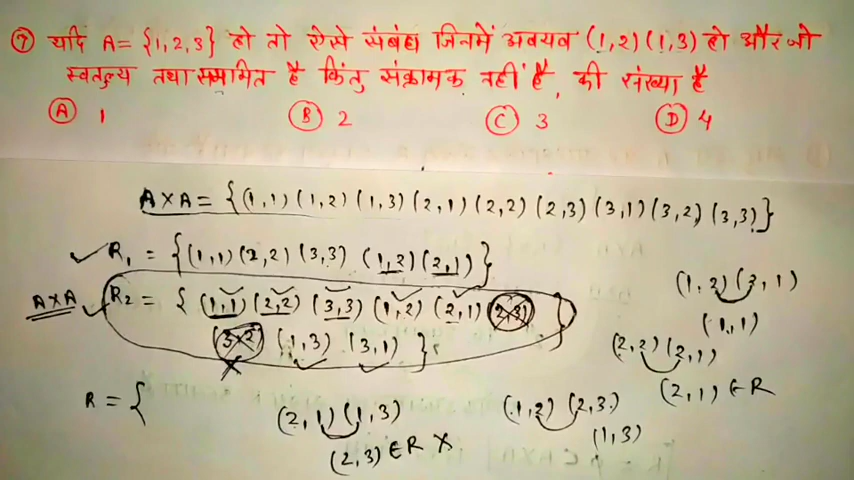 ⑦ यदि A = {1,2,3} हो तो ऐसे संबंध जिनमें अवयव (1,2) (1,3) हो और जो
स्वतुल्य तथा सममित है किंतु संक्रामक नहीं है, की संख्या है
Ⓐ 1 Ⓑ 2 Ⓒ 3 Ⓓ 4
A×A = {(1,1) (1,2) (1,3) (2,1) (2,2) (2,3) (3,1) (3,2) (3,3)}
✓ R₁ = {(1,1) (2,2) (3,3) (1,2) (2,1)}
A×A ✓ R₂ = { (1,1) (2,2) (3,3) (1,2) (2,1) (2,3)
(3,2) (1,3) (3,1) }
R = {
(2,1) (1,3)
(2,3) ∈ R ×
(1,2) (2,3)
(1,3)
(1,2) (2,1)
(1,1)
(2,2) (2,1)
(2,1) ∈ R